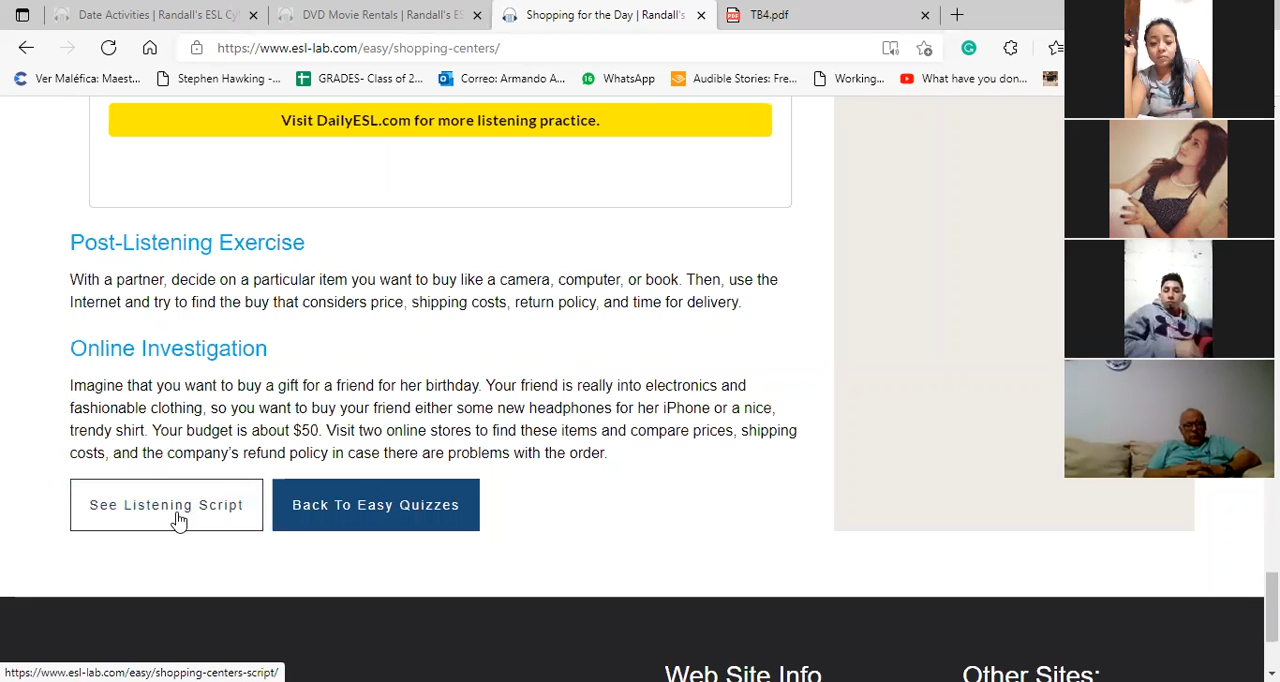 Date Activities | Randall's ESL Cy
DVD Movie Rentals | Randall's ES
Shopping for the Day | Randall's
TB4.pdf
https://www.esl-lab.com/easy/shopping-centers/
Ver Maléfica: Maest...
Stephen Hawking -...
GRADES- Class of 2...
Correo: Armando A...
WhatsApp
Audible Stories: Fre...
Working...
What have you don...
Visit DailyESL.com for more listening practice.
Post-Listening Exercise
With a partner, decide on a particular item you want to buy like a camera, computer, or book. Then, use the
Internet and try to find the buy that considers price, shipping costs, return policy, and time for delivery.
Online Investigation
Imagine that you want to buy a gift for a friend for her birthday. Your friend is really into electronics and
fashionable clothing, so you want to buy your friend either some new headphones for her iPhone or a nice,
trendy shirt. Your budget is about $50. Visit two online stores to find these items and compare prices, shipping
costs, and the company's refund policy in case there are problems with the order.
See Listening Script
Back To Easy Quizzes
Web Site Info
Other Sites:
https://www.esl-lab.com/easy/shopping-centers-script/